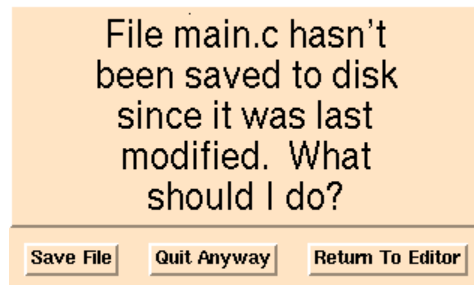 File main.c hasn't
been saved to disk
since it was last
modified.  What
should I do?
Save File Quit Anyway Return To Editor